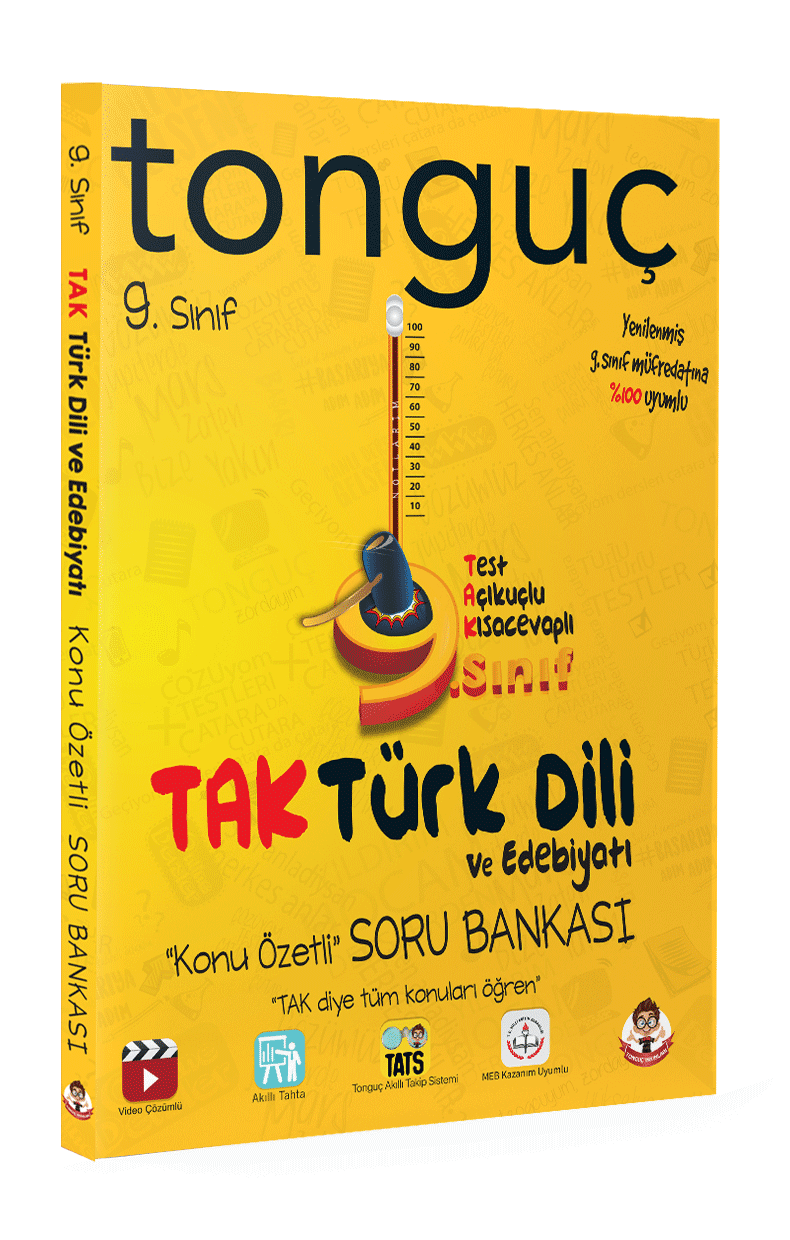 tonguç
9. Sınıf
Yenilenmiş
9.sınıf müfredatına
%100 uyumlu
100
90
80
70
60
50
40
30
20
10
NOTLARIM
Test
Açıkuçlu
Kısacevaplı
9.sınıf
TAK Türk Dili
ve Edebiyatı
"Konu Özetli" SORU BANKASI
"TAK diye tüm konuları öğren"
Video Çözümlü
Akıllı Tahta
TATS
Tonguç Akıllı Takip Sistemi
MEB Kazanım Uyumlu
TONGUÇ YAYINLARI
9. Sınıf TAK Türk Dili ve Edebiyatı Konu Özetli SORU BANKASI